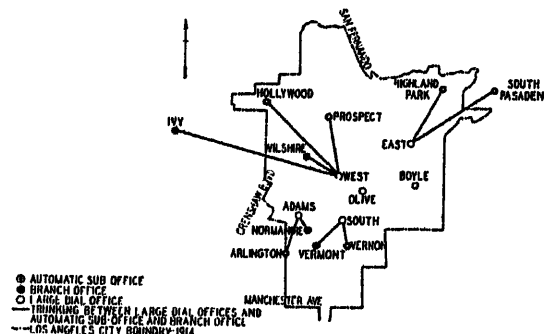 SAN FERNANDO
HOLLYWOOD
HIGHLAND
PARK
SOUTH
PASADENA
PROSPECT
IVY
EAST
WILSHIRE
WEST
BOYLE
OLIVE
CRENSHAW BLVD
ADAMS
SOUTH
NORMANDIE
ARLINGTON
VERMONT
VERNON
MANCHESTER AVE
AUTOMATIC SUB OFFICE
BRANCH OFFICE
LARGE DIAL OFFICE
TRUNKING BETWEEN LARGE DIAL OFFICES AND
AUTOMATIC SUB-OFFICE AND BRANCH OFFICE
LOS ANGELES CITY BOUNDRY-1914